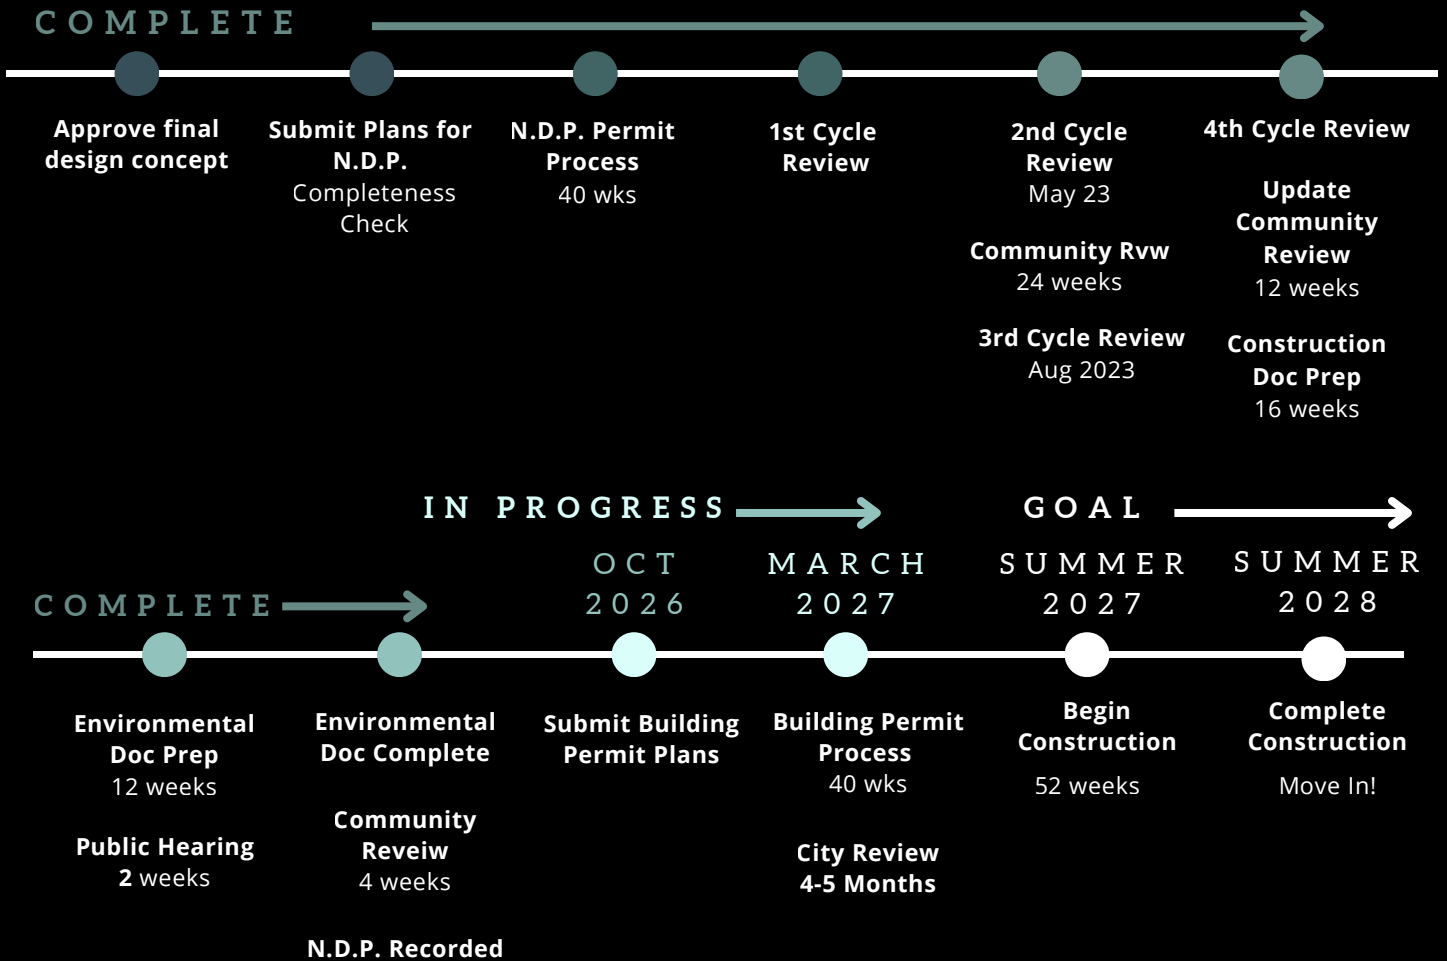 COMPLETE
Approve final
design concept
Submit Plans for
N.D.P.
Completeness
Check
N.D.P. Permit
Process
40 wks
1st Cycle
Review
2nd Cycle
Review
May 23
Community Rvw
24 weeks
3rd Cycle Review
Aug 2023
4th Cycle Review
Update
Community
Review
12 weeks
Construction
Doc Prep
16 weeks
IN PROGRESS
GOAL
COMPLETE
OCT
2026
MARCH
2027
SUMMER
2027
SUMMER
2028
Environmental
Doc Prep
12 weeks
Public Hearing
2 weeks
Environmental
Doc Complete
Community
Reveiw
4 weeks
N.D.P. Recorded
Submit Building
Permit Plans
Building Permit
Process
40 wks
City Review
4-5 Months
Begin
Construction
52 weeks
Complete
Construction
Move In!